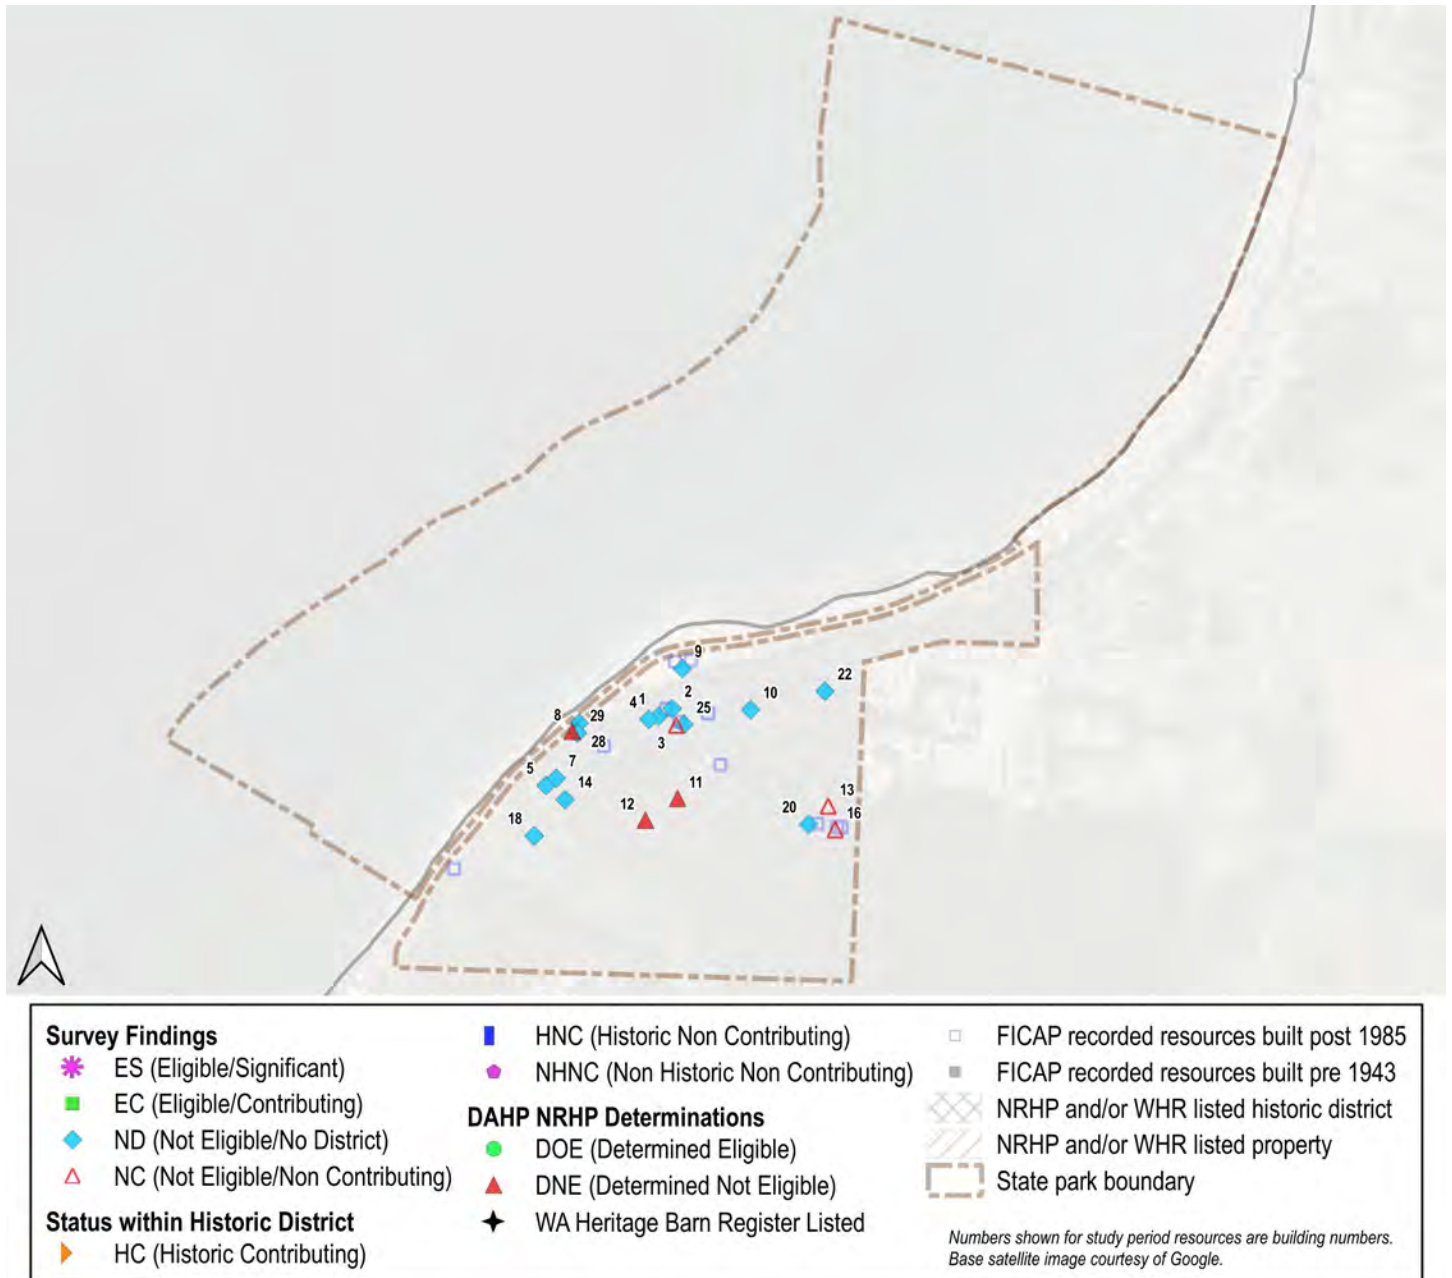 9
22
2
1
4
10
25
8
29
3
28
7
5
14
11
13
12
16
20
18
Survey Findings
ES (Eligible/Significant)
EC (Eligible/Contributing)
ND (Not Eligible/No District)
NC (Not Eligible/Non Contributing)
Status within Historic District
HC (Historic Contributing)
HNC (Historic Non Contributing)
NHNC (Non Historic Non Contributing)
DAHP NRHP Determinations
DOE (Determined Eligible)
DNE (Determined Not Eligible)
WA Heritage Barn Register Listed
FICAP recorded resources built post 1985
FICAP recorded resources built pre 1943
NRHP and/or WHR listed historic district
NRHP and/or WHR listed property
State park boundary
Numbers shown for study period resources are building numbers.
Base satellite image courtesy of Google.